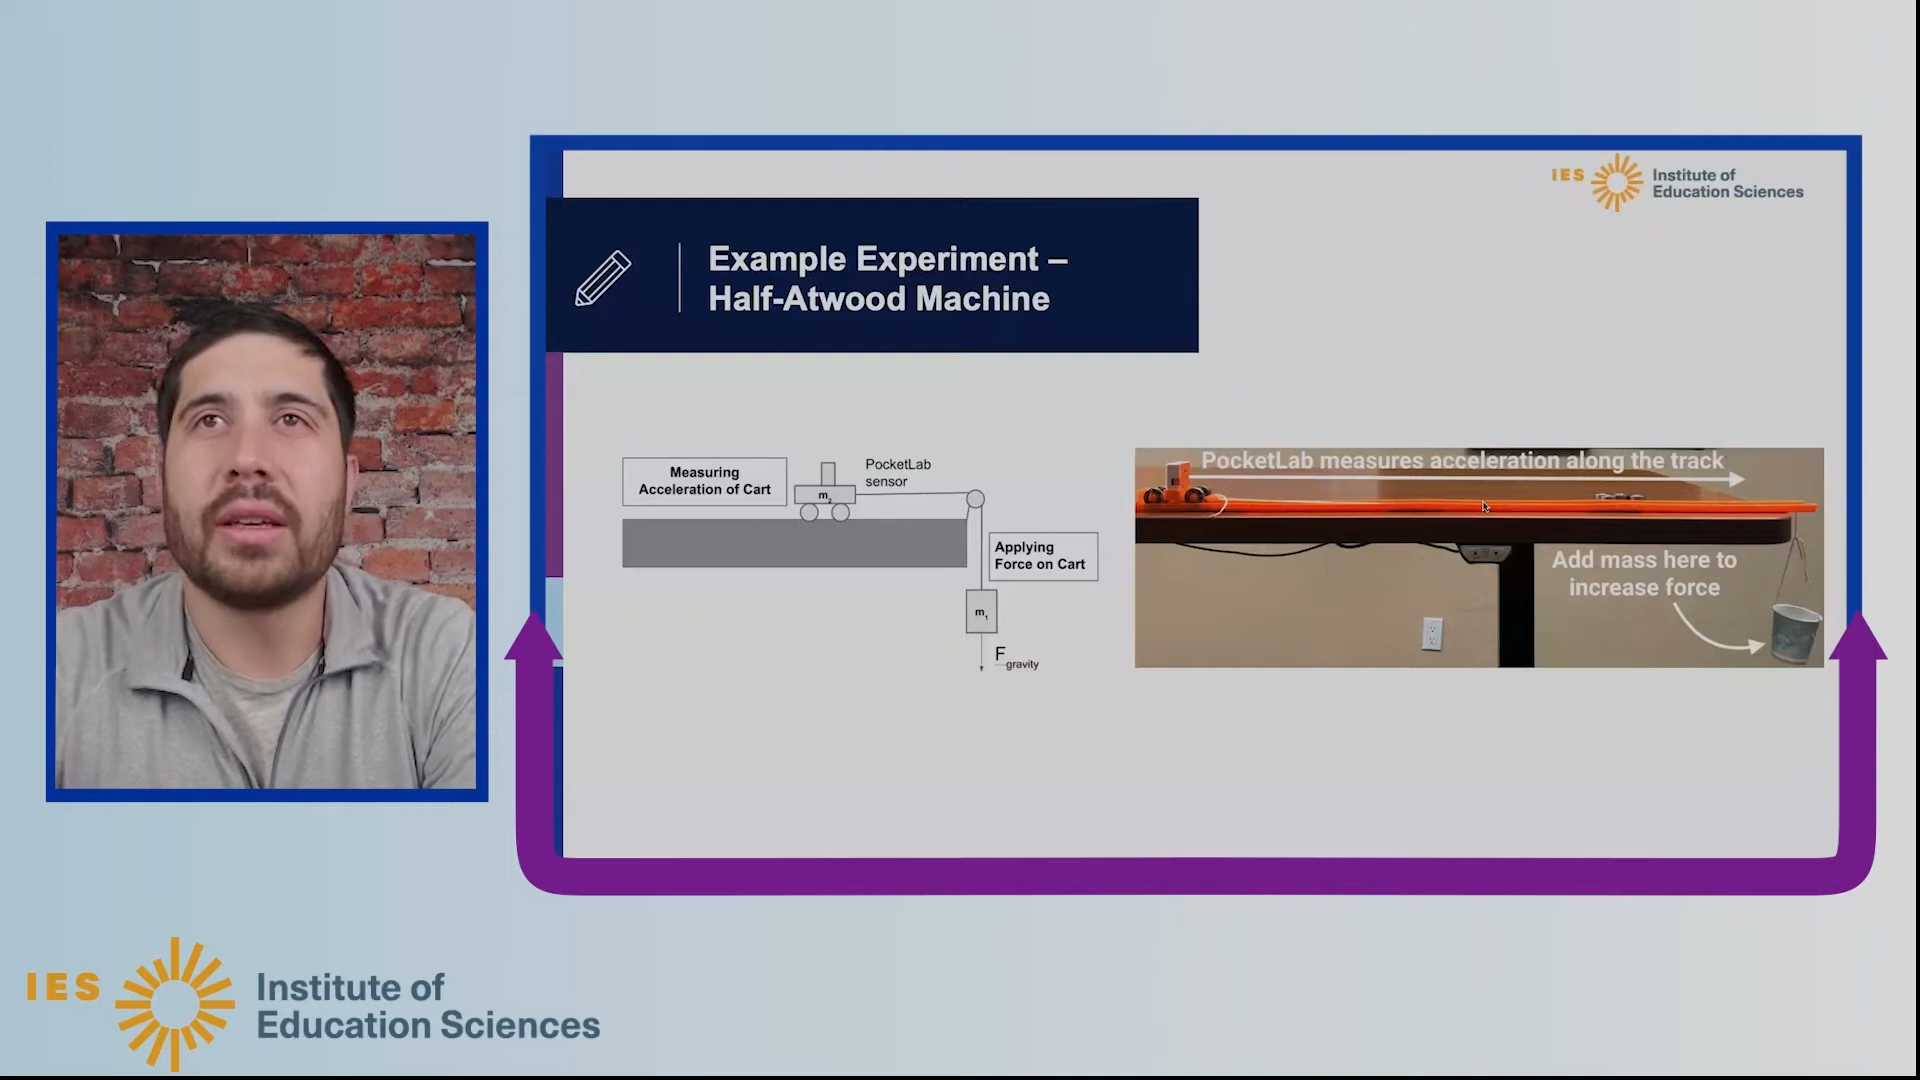 IES
Institute of
Education Sciences
Example Experiment –
Half-Atwood Machine
Measuring
Acceleration of Cart
PocketLab
sensor
m2
Applying
Force on Cart
m1
F gravity
PocketLab measures acceleration along the track
Add mass here to
increase force
IES
Institute of
Education Sciences